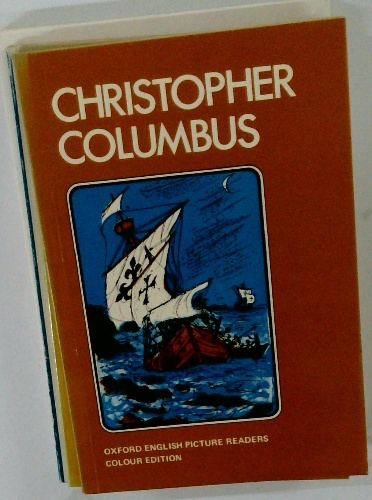 CHRISTOPHER
COLUMBUS
OXFORD ENGLISH PICTURE READERS
COLOUR EDITION